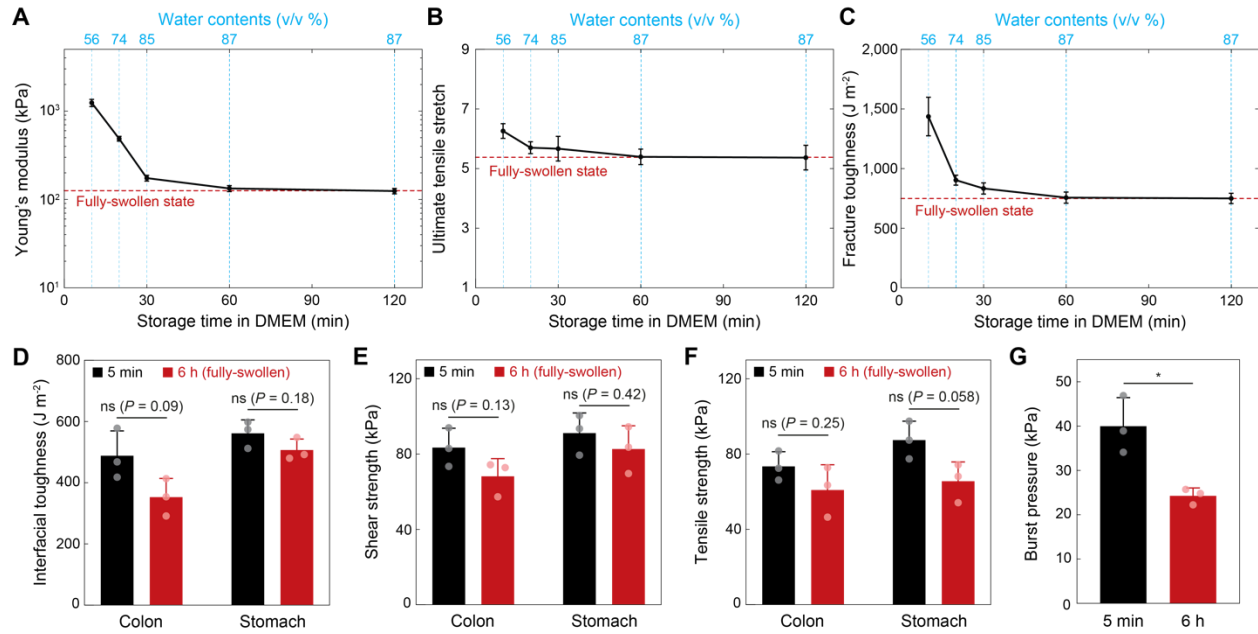 A
Water contents (v/v %)
56 74 85 87 87
Young's modulus (kPa)
10³
10²
10¹
Fully-swollen state
0 30 60 90 120
Storage time in DMEM (min)
B
Water contents (v/v %)
56 74 85 87 87
Ultimate tensile stretch
9
7
5
3
1
Fully-swollen state
0 30 60 90 120
Storage time in DMEM (min)
C
Water contents (v/v %)
56 74 85 87 87
Fracture toughness (J m⁻²)
2,000
1,500
1,000
500
0
Fully-swollen state
0 30 60 90 120
Storage time in DMEM (min)
D
Interfacial toughness (J m⁻²)
800
600
400
200
0
5 min 6 h (fully-swollen)
ns (P = 0.09) ns (P = 0.18)
Colon Stomach
E
Shear strength (kPa)
120
80
40
0
5 min 6 h (fully-swollen)
ns (P = 0.13) ns (P = 0.42)
Colon Stomach
F
Tensile strength (kPa)
120
80
40
0
5 min 6 h (fully-swollen)
ns (P = 0.25) ns (P = 0.058)
Colon Stomach
G
Burst pressure (kPa)
50
40
30
20
10
0
*
5 min 6 h